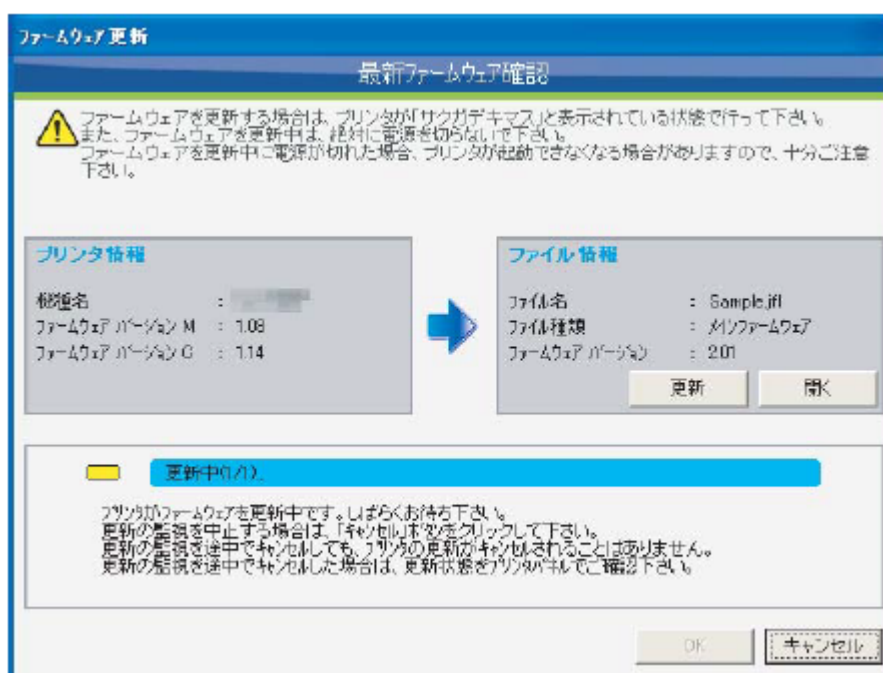 ファームウェア更新
最新ファームウェア確認
ファームウェアを更新する場合は、プリンタが「サクガデキマス」と表示されている状態で行って下さい。
また、ファームウェアを更新中は、絶対に電源を切らないで下さい。
ファームウェアを更新中に電源が切れた場合、プリンタが起動できなくなる場合がありますので、十分ご注意
下さい。
プリンタ情報
機種名 :
ファームウェア バージョン M : 1.08
ファームウェア バージョン G : 1.14
ファイル情報
ファイル名 : Sample.jfl
ファイル種類 : メインファームウェア
ファームウェア バージョン : 2.01
更新 開く
更新中(1/1)...
プリンタがファームウェアを更新中です。しばらくお待ち下さい。
更新の監視を中止する場合は、「キャンセル」ボタンをクリックして下さい。
更新の監視を途中でキャンセルしても、プリンタの更新がキャンセルされることはありません。
更新の監視を途中でキャンセルした場合は、更新状態をプリンタパネルでご確認下さい。
OK キャンセル